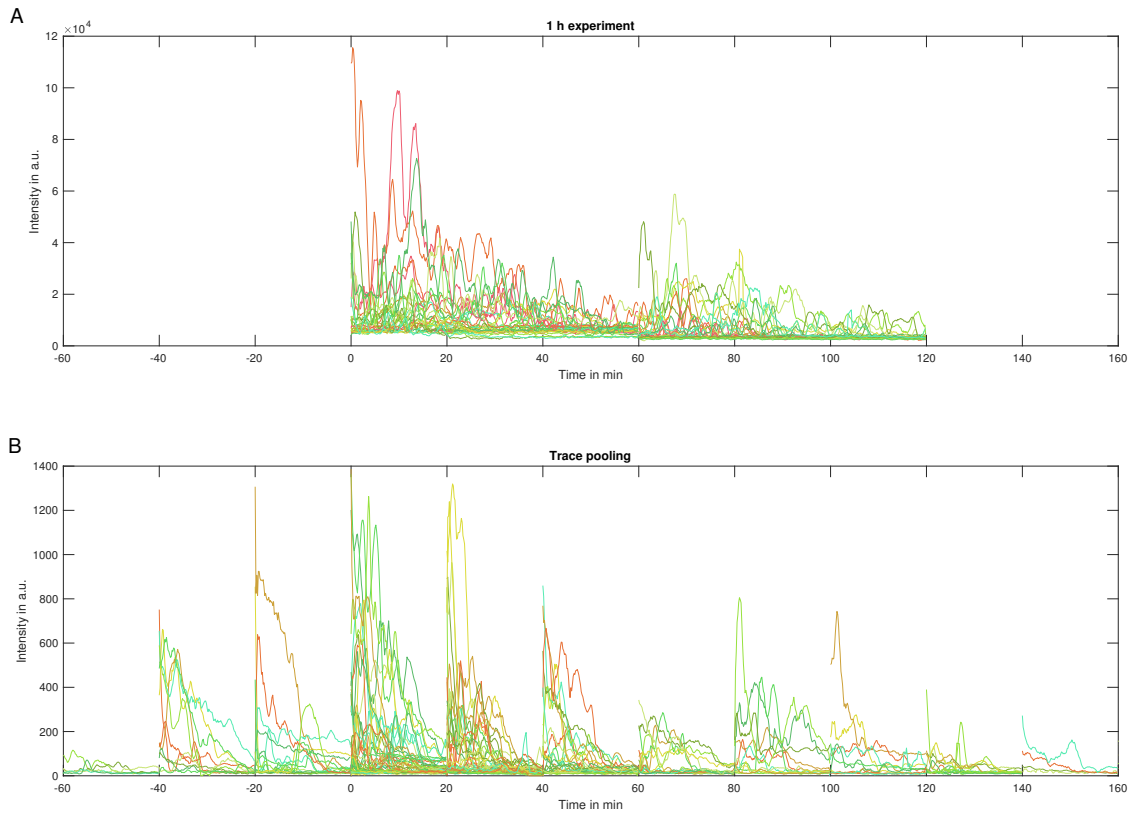 A
1 h experiment
×10⁴
12
10
8
6
4
2
0
Intensity in a.u.
-60 -40 -20 0 20 40 60 80 100 120 140 160
Time in min
B
Trace pooling
1400
1200
1000
800
600
400
200
0
Intensity in a.u.
-60 -40 -20 0 20 40 60 80 100 120 140 160
Time in min